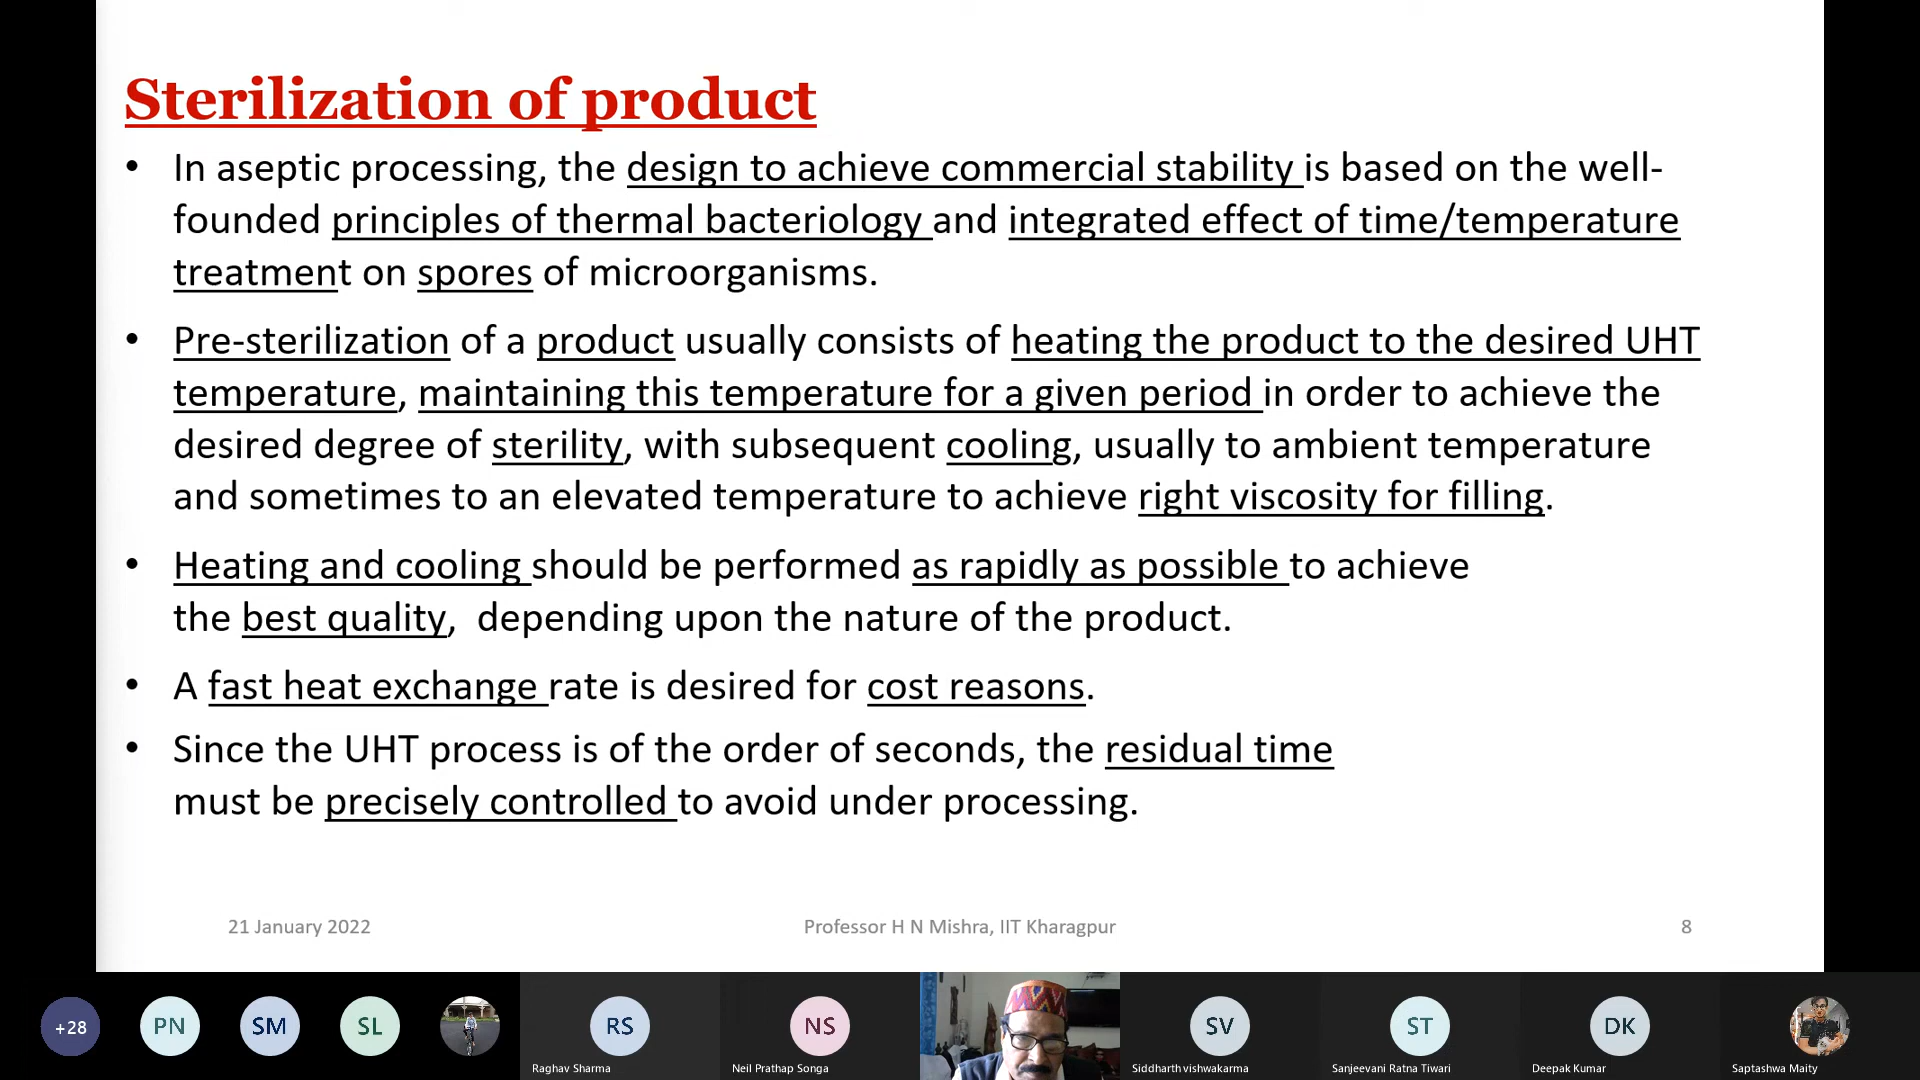 Sterilization of product
• In aseptic processing, the design to achieve commercial stability is based on the well-
founded principles of thermal bacteriology and integrated effect of time/temperature
treatment on spores of microorganisms.
• Pre-sterilization of a product usually consists of heating the product to the desired UHT
temperature, maintaining this temperature for a given period in order to achieve the
desired degree of sterility, with subsequent cooling, usually to ambient temperature
and sometimes to an elevated temperature to achieve right viscosity for filling.
• Heating and cooling should be performed as rapidly as possible to achieve
the best quality, depending upon the nature of the product.
• A fast heat exchange rate is desired for cost reasons.
• Since the UHT process is of the order of seconds, the residual time
must be precisely controlled to avoid under processing.
21 January 2022 Professor H N Mishra, IIT Kharagpur 8
+28 PN SM SL RS NS SV ST DK
Raghav Sharma Neil Prathap Songa Siddharth vishwakarma Sanjeevani Ratna Tiwari Deepak Kumar Saptashwa Maity